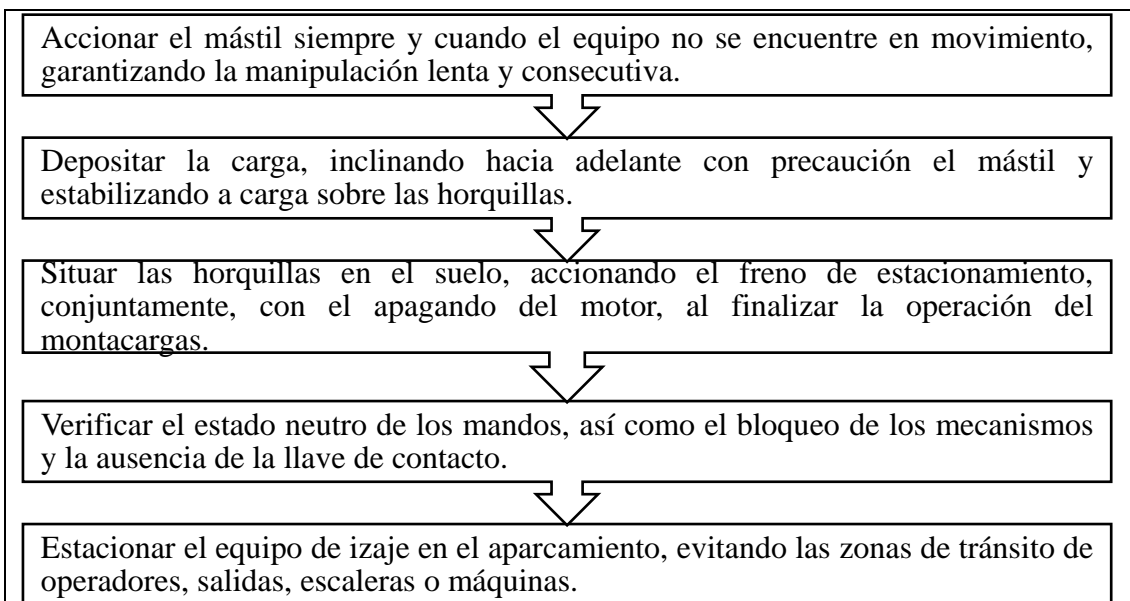 Accionar el mástil siempre y cuando el equipo no se encuentre en movimiento,
garantizando la manipulación lenta y consecutiva.
Depositar la carga, inclinando hacia adelante con precaución el mástil y
estabilizando a carga sobre las horquillas.
Situar las horquillas en el suelo, accionando el freno de estacionamiento,
conjuntamente, con el apagando del motor, al finalizar la operación del
montacargas.
Verificar el estado neutro de los mandos, así como el bloqueo de los mecanismos
y la ausencia de la llave de contacto.
Estacionar el equipo de izaje en el aparcamiento, evitando las zonas de tránsito de
operadores, salidas, escaleras o máquinas.